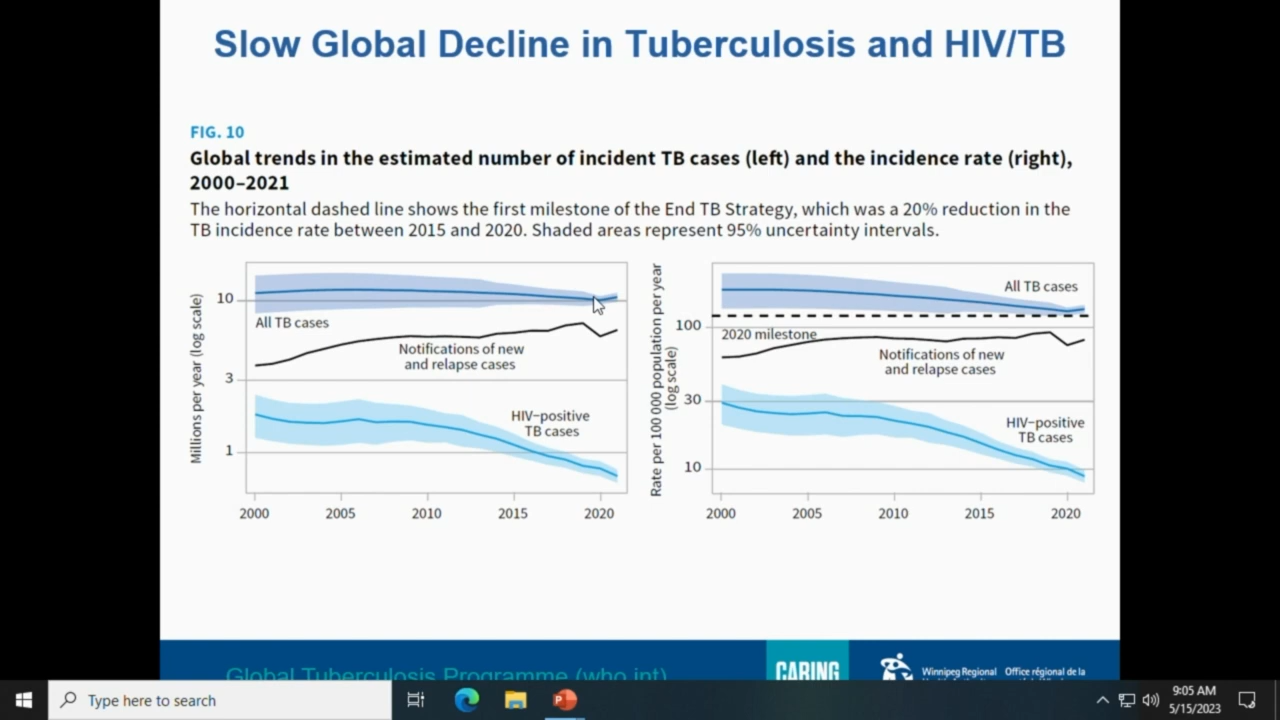 Slow Global Decline in Tuberculosis and HIV/TB
FIG. 10
Global trends in the estimated number of incident TB cases (left) and the incidence rate (right),
2000–2021
The horizontal dashed line shows the first milestone of the End TB Strategy, which was a 20% reduction in the
TB incidence rate between 2015 and 2020. Shaded areas represent 95% uncertainty intervals.
Millions per year (log scale)
10
3
1
All TB cases
Notifications of new
and relapse cases
HIV−positive
TB cases
2000
2005
2010
2015
2020
Rate per 100 000 population per year
(log scale)
100
30
10
All TB cases
2020 milestone
Notifications of new
and relapse cases
HIV−positive
TB cases
2000
2005
2010
2015
2020
Global Tuberculosis Programme (who.int)
CARING
Winnipeg Regional
Office régional de la
Type here to search
9:05 AM
5/15/2023